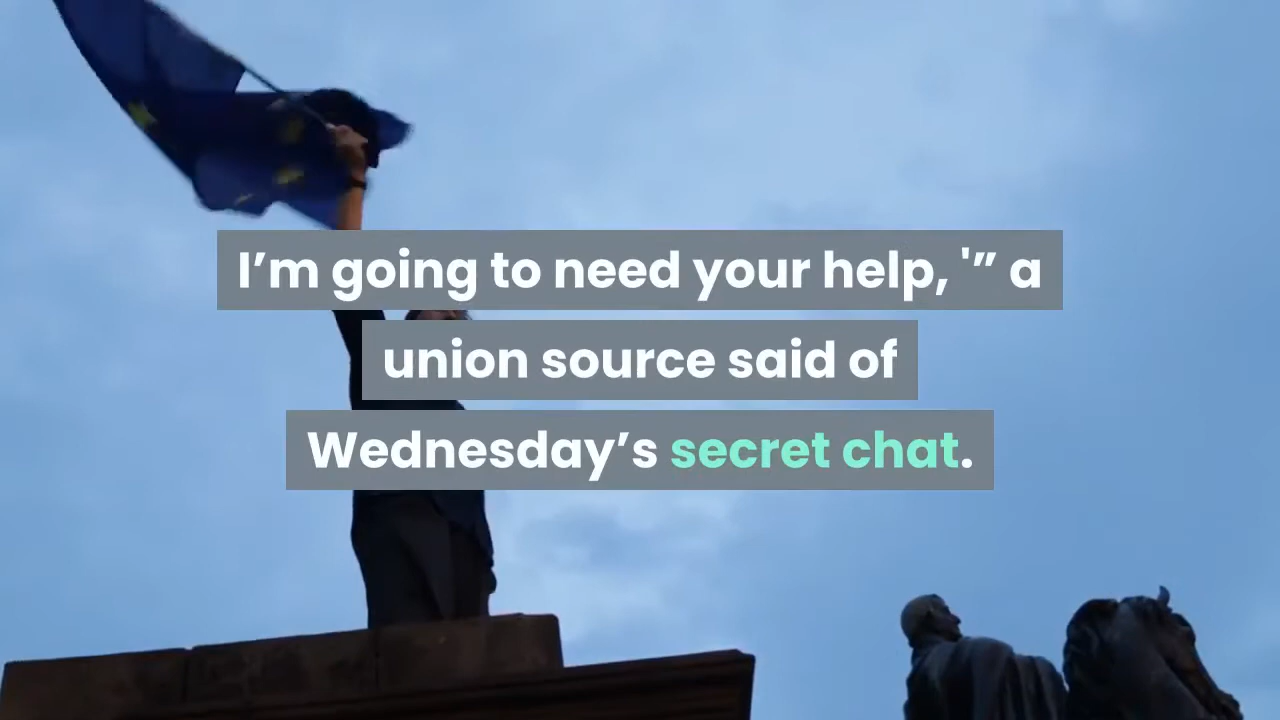 I’m going to need your help, '” a
union source said of
Wednesday’s secret chat.